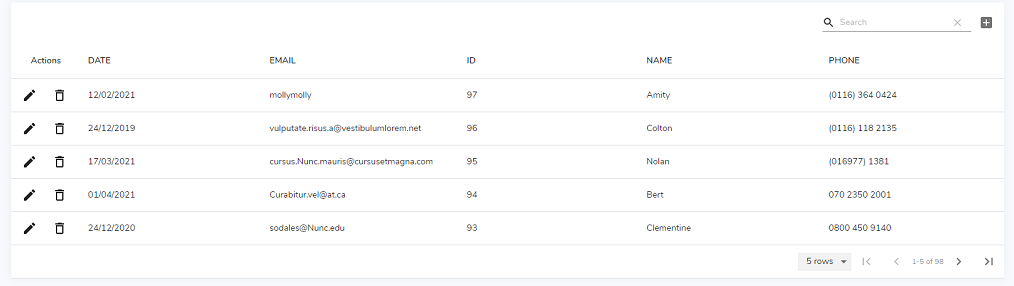 Search
Actions DATE EMAIL ID NAME PHONE
12/02/2021 mollymolly 97 Amity (0116) 364 0424
24/12/2019 vulputate.risus.a@vestibulumlorem.net 96 Colton (0116) 118 2135
17/03/2021 cursus.Nunc.mauris@cursusetmagna.com 95 Nolan (016977) 1381
01/04/2021 Curabitur.vel@at.ca 94 Bert 070 2350 2001
24/12/2020 sodales@Nunc.edu 93 Clementine 0800 450 9140
5 rows 1-5 of 98